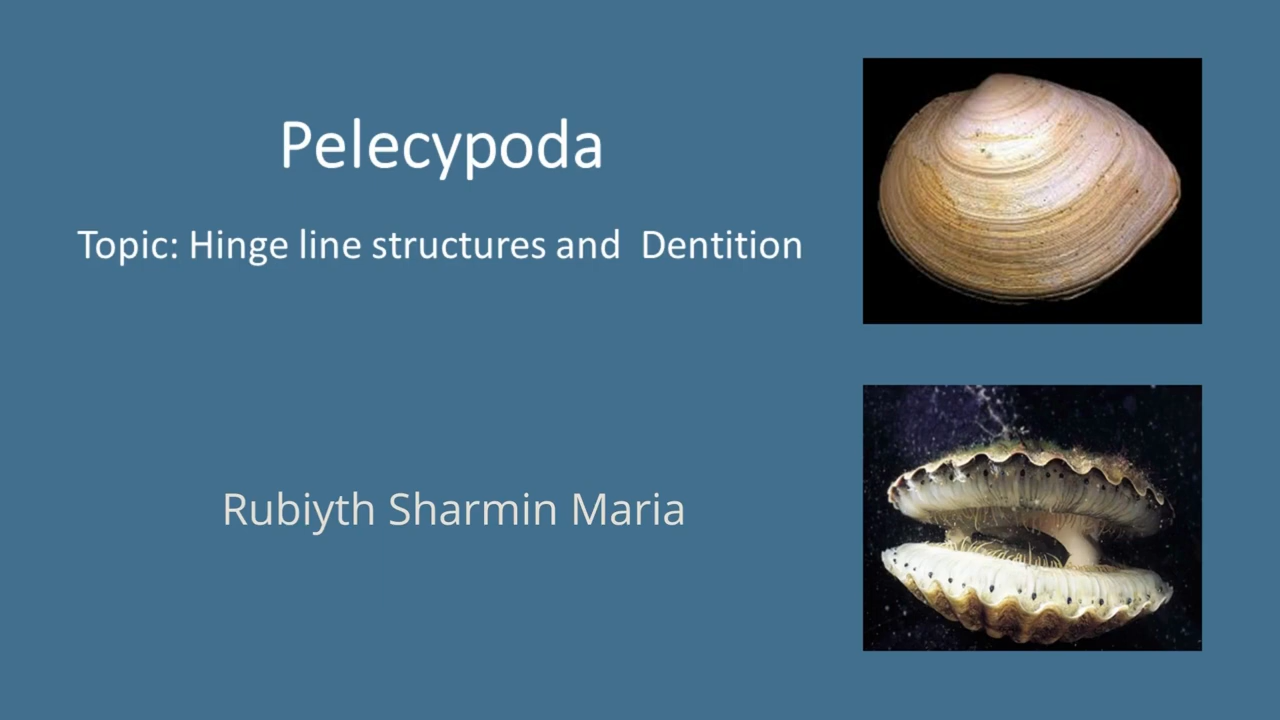 Pelecypoda
Topic: Hinge line structures and  Dentition
Rubiyth Sharmin Maria